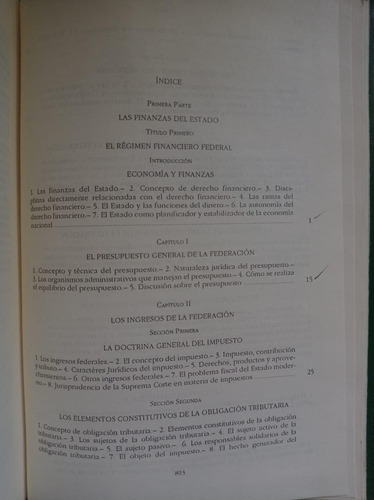 ÍNDICE
PRIMERA PARTE
LAS FINANZAS DEL ESTADO
TÍTULO PRIMERO
EL RÉGIMEN FINANCIERO FEDERAL
INTRODUCCIÓN
ECONOMÍA Y FINANZAS
1. Las finanzas del Estado.– 2. Concepto de derecho financiero.– 3. Disci-
plina directamente relacionadas con el derecho financiero.– 4. Las ramas del
derecho financiero.– 5. El Estado y las funciones del dinero.– 6. La autonomía del
derecho financiero.– 7. El Estado como planificador y estabilizador de la economía
nacional 1
CAPÍTULO I
EL PRESUPUESTO GENERAL DE LA FEDERACIÓN
1. Concepto y técnica del presupuesto.– 2. Naturaleza jurídica del presupuesto.–
3. Los organismos administrativos que manejan el presupuesto.– 4. Cómo se realiza
el equilibrio del presupuesto.– 5. Discusión sobre el presupuesto 15
CAPÍTULO II
LOS INGRESOS DE LA FEDERACIÓN
SECCIÓN PRIMERA
LA DOCTRINA GENERAL DEL IMPUESTO
1. Los ingresos federales.– 2. El concepto del impuesto.– 3. Impuesto, contribución
y tributo.– 4. Caractéres Jurídicos del impuesto.– 5. Derechos, productos y aprove-
chamientos.– 6. Otros ingresos federales.– 7. El problema fiscal del Estado moder-
no.– 8. Jurisprudencia de la Suprema Corte en materia de impuestos 25
SECCIÓN SEGUNDA
LOS ELEMENTOS CONSTITUTIVOS DE LA OBLIGACIÓN TRIBUTARIA
1. Concepto de obligación tributaria.– 2. Elementos constitutivos de la obligación
tributaria.– 3. Los sujetos de la obligación tributaria.– 4. El sujeto activo de la
obligación tributaria.– 5. El sujeto pasivo.– 6. Los responsables solidarios de la
obligación tributaria.– 7. El objeto del impuesto.– 8. El hecho generador del
803